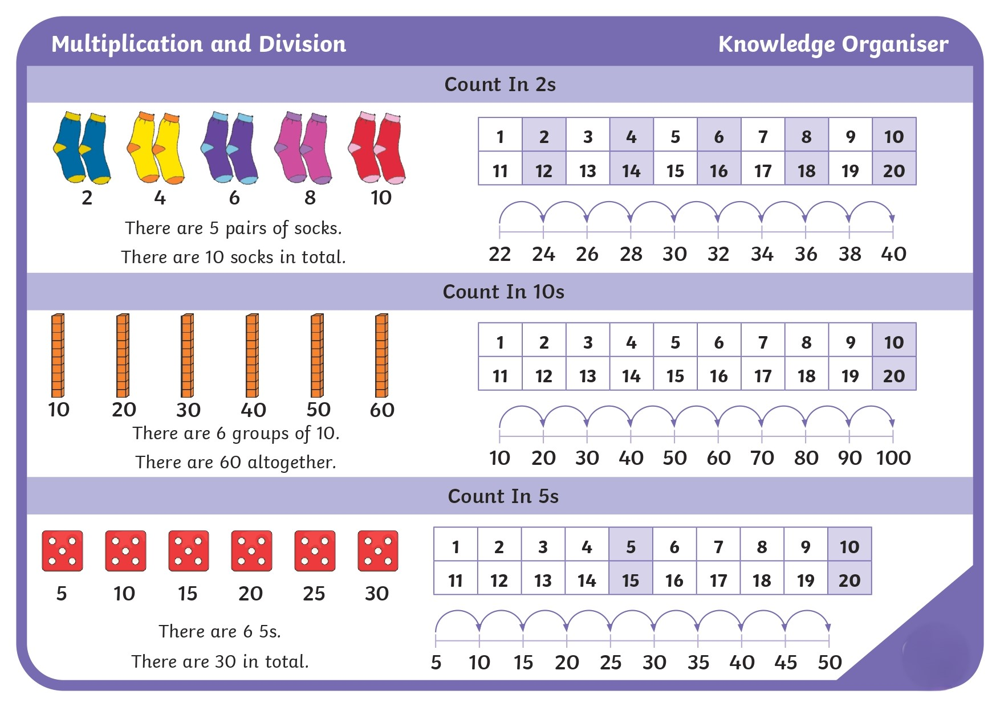 Multiplication and Division
Knowledge Organiser
Count In 2s
2 4 6 8 10
There are 5 pairs of socks.
There are 10 socks in total.
1 2 3 4 5 6 7 8 9 10
11 12 13 14 15 16 17 18 19 20
22 24 26 28 30 32 34 36 38 40
Count In 10s
10 20 30 40 50 60
There are 6 groups of 10.
There are 60 altogether.
1 2 3 4 5 6 7 8 9 10
11 12 13 14 15 16 17 18 19 20
10 20 30 40 50 60 70 80 90 100
Count In 5s
5 10 15 20 25 30
There are 6 5s.
There are 30 in total.
1 2 3 4 5 6 7 8 9 10
11 12 13 14 15 16 17 18 19 20
5 10 15 20 25 30 35 40 45 50